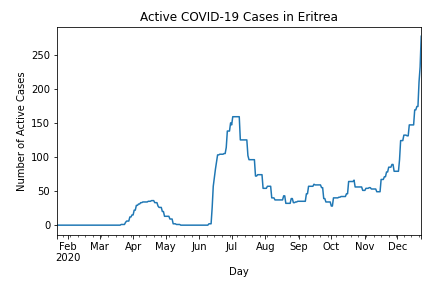 Active COVID-19 Cases in Eritrea
250
200
150
100
50
0
Number of Active Cases
Feb Mar Apr May Jun Jul Aug Sep Oct Nov Dec
2020
Day